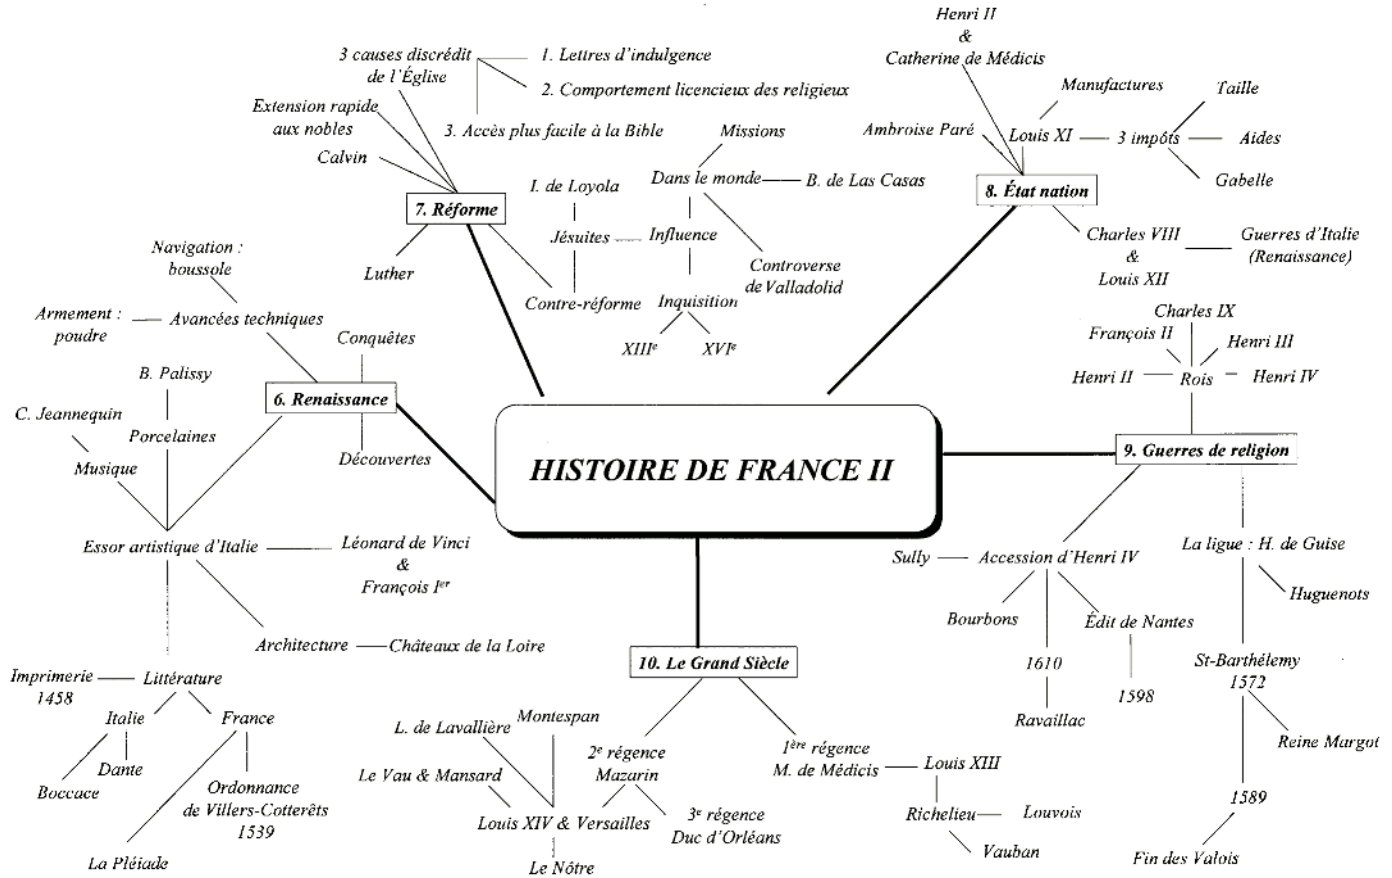 HISTOIRE DE FRANCE II
6. Renaissance
Avancées techniques
Navigation :
boussole
Armement :
poudre
Conquêtes
Découvertes
Essor artistique d'Italie
Musique
C. Jeannequin
Porcelaines
B. Palissy
Léonard de Vinci
&
François Ier
Architecture
Châteaux de la Loire
Littérature
Imprimerie
1458
Italie
Boccace
Dante
France
La Pléiade
Ordonnance
de Villers-Cotterêts
1539
7. Réforme
3 causes discrédit
de l'Église
1. Lettres d'indulgence
2. Comportement licencieux des religieux
3. Accès plus facile à la Bible
Extension rapide
aux nobles
Calvin
Luther
Contre-réforme
Jésuites
I. de Loyola
Influence
Dans le monde
Missions
B. de Las Casas
Controverse
de Valladolid
Inquisition
XIIIe
XVIe
8. État nation
Henri II
&
Catherine de Médicis
Ambroise Paré
Louis XI
Manufactures
3 impôts
Taille
Aides
Gabelle
Charles VIII
&
Louis XII
Guerres d'Italie
(Renaissance)
9. Guerres de religion
Rois
Henri II
François II
Charles IX
Henri III
Henri IV
Accession d'Henri IV
Sully
Bourbons
1610
Ravaillac
Édit de Nantes
1598
La ligue : H. de Guise
Huguenots
St-Barthélemy
1572
Reine Margot
1589
Fin des Valois
10. Le Grand Siècle
1ère régence
M. de Médicis
Louis XIII
Richelieu
Louvois
Vauban
2e régence
Mazarin
3e régence
Duc d'Orléans
Louis XIV & Versailles
L. de Lavallière
Montespan
Le Vau & Mansard
Le Nôtre